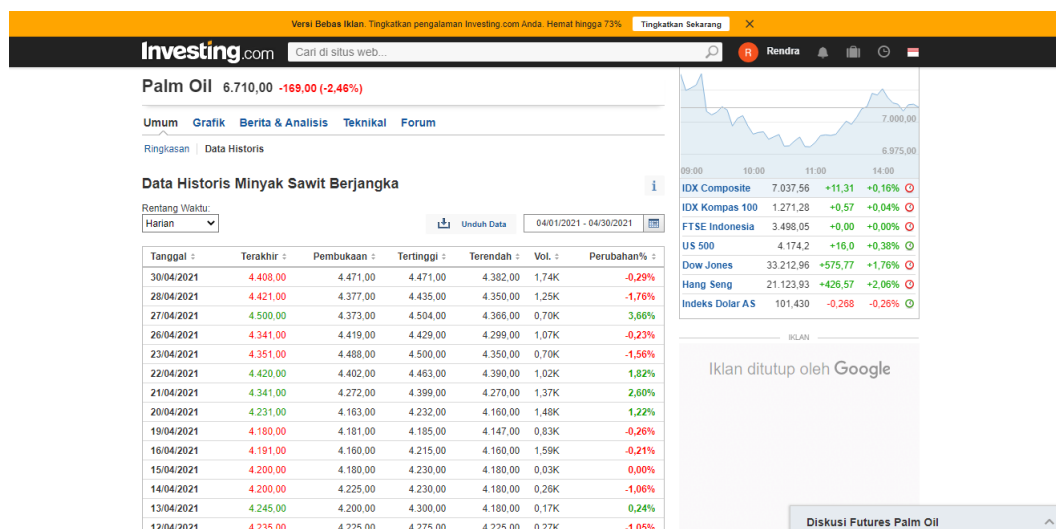 Versi Bebas Iklan. Tingkatkan pengalaman Investing.com Anda. Hemat hingga 73% Tingkatkan Sekarang
Investing.com Cari di situs web... R Rendra
Palm Oil 6.710,00 -169,00 (-2,46%)
Umum Grafik Berita & Analisis Teknikal Forum
Ringkasan Data Historis
Data Historis Minyak Sawit Berjangka
Rentang Waktu:
Harian Unduh Data 04/01/2021 - 04/30/2021
Tanggal Terakhir Pembukaan Tertinggi Terendah Vol. Perubahan%
30/04/2021 4.408,00 4.471,00 4.471,00 4.382,00 1,74K -0,29%
28/04/2021 4.421,00 4.377,00 4.435,00 4.350,00 1,25K -1,76%
27/04/2021 4.500,00 4.373,00 4.504,00 4.366,00 0,70K 3,66%
26/04/2021 4.341,00 4.419,00 4.429,00 4.299,00 1,07K -0,23%
23/04/2021 4.351,00 4.488,00 4.500,00 4.350,00 0,70K -1,56%
22/04/2021 4.420,00 4.402,00 4.463,00 4.390,00 1,02K 1,82%
21/04/2021 4.341,00 4.272,00 4.399,00 4.270,00 1,37K 2,60%
20/04/2021 4.231,00 4.163,00 4.232,00 4.160,00 1,48K 1,22%
19/04/2021 4.180,00 4.181,00 4.185,00 4.147,00 0,83K -0,26%
16/04/2021 4.191,00 4.160,00 4.215,00 4.160,00 1,59K -0,21%
15/04/2021 4.200,00 4.180,00 4.230,00 4.180,00 0,03K 0,00%
14/04/2021 4.200,00 4.225,00 4.230,00 4.180,00 0,26K -1,06%
13/04/2021 4.245,00 4.200,00 4.300,00 4.180,00 0,17K 0,24%
12/04/2021 4.235,00 4.225,00 4.275,00 4.225,00 0,27K -1,05%
7.000,00
6.975,00
09:00 10:00 11:00 14:00
IDX Composite 7.037,56 +11,31 +0,16%
IDX Kompas 100 1.271,28 +0,57 +0,04%
FTSE Indonesia 3.498,05 +0,00 +0,00%
US 500 4.174,2 +16,0 +0,38%
Dow Jones 33.212,96 +575,77 +1,76%
Hang Seng 21.123,93 +426,57 +2,06%
Indeks Dolar AS 101,430 -0,268 -0,26%
IKLAN
Iklan ditutup oleh Google
Diskusi Futures Palm Oil